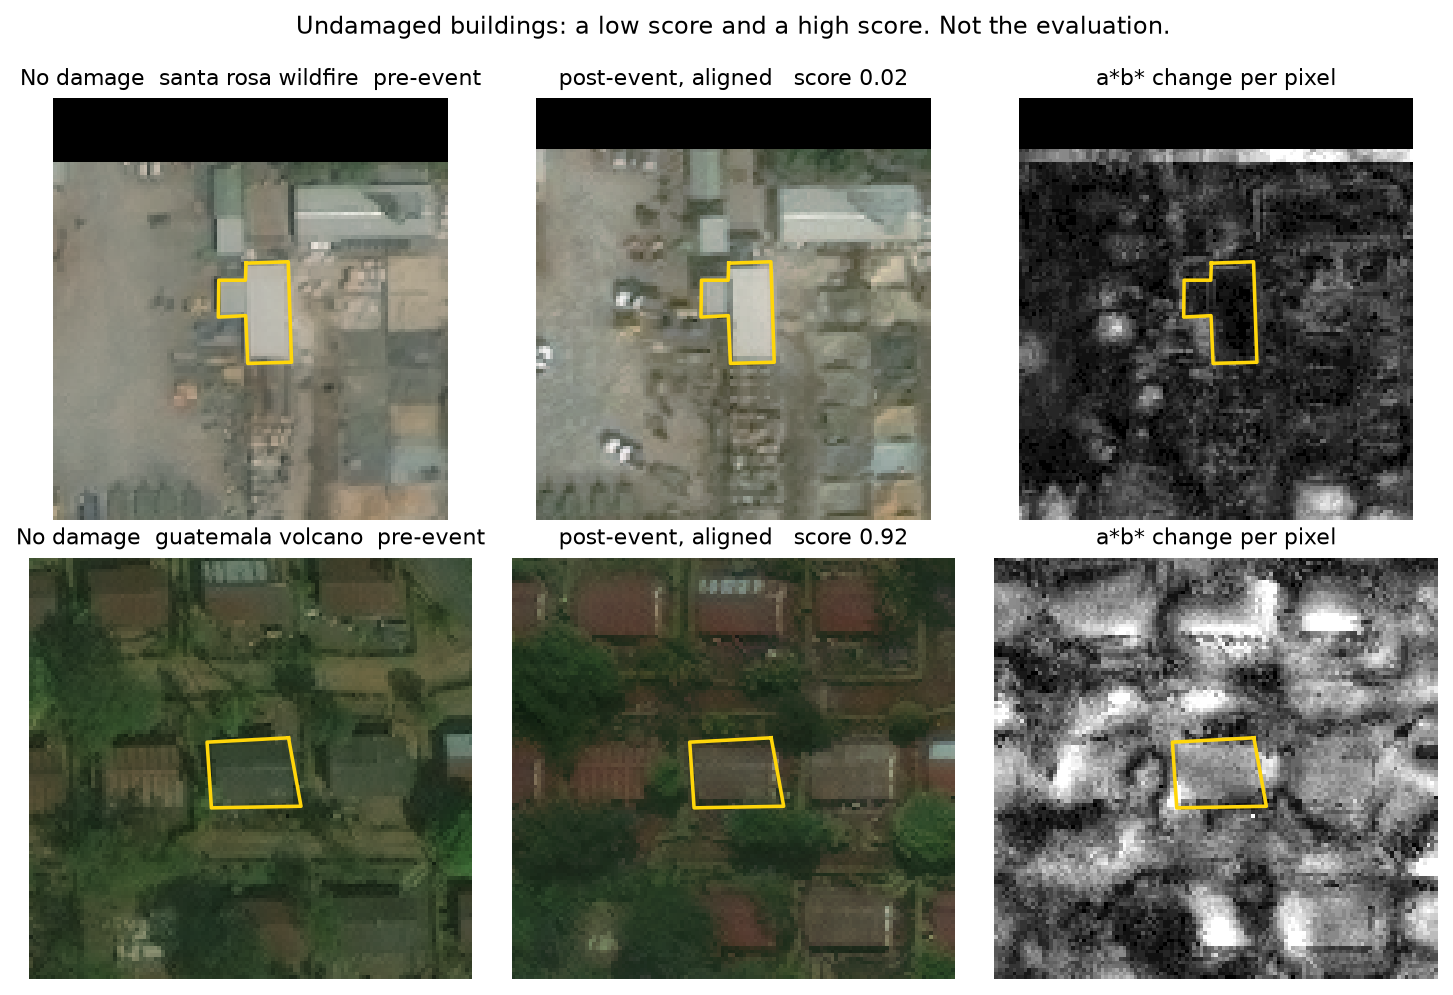 Undamaged buildings: a low score and a high score. Not the evaluation.
No damage  santa rosa wildfire  pre-event
post-event, aligned   score 0.02
a*b* change per pixel
No damage  guatemala volcano  pre-event
post-event, aligned   score 0.92
a*b* change per pixel